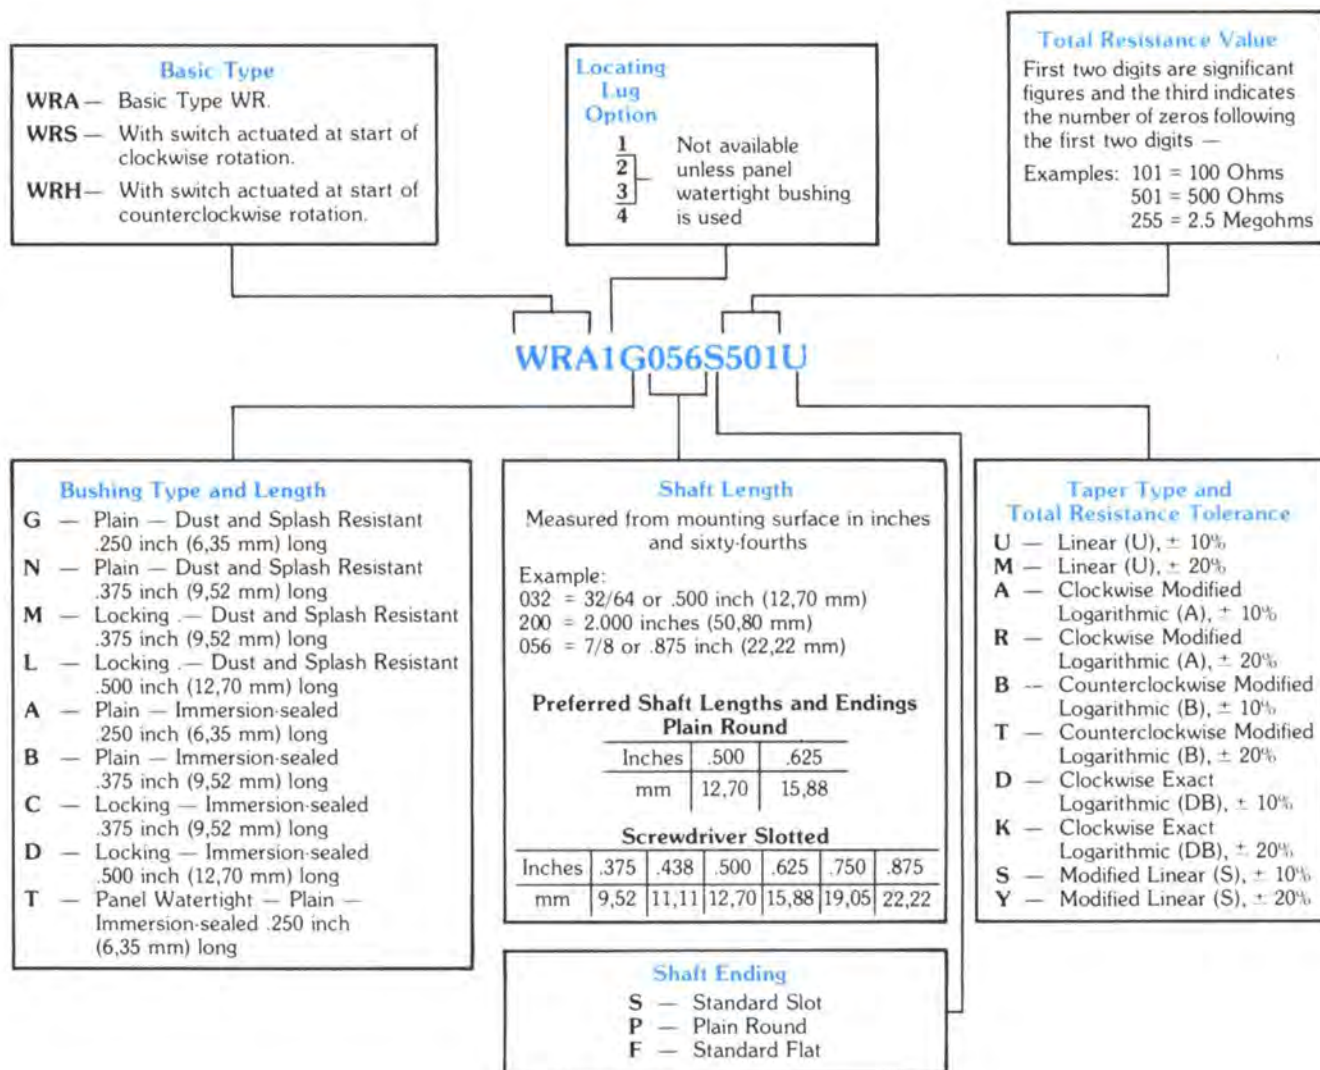 Basic Type
WRA — Basic Type WR.
WRS — With switch actuated at start of
clockwise rotation.
WRH — With switch actuated at start of
counterclockwise rotation.
Locating
Lug
Option
1 Not available
2 unless panel
3 watertight bushing
4 is used
Total Resistance Value
First two digits are significant
figures and the third indicates
the number of zeros following
the first two digits —
Examples: 101 = 100 Ohms
501 = 500 Ohms
255 = 2.5 Megohms
WRA1G056S501U
Bushing Type and Length
G — Plain — Dust and Splash Resistant
.250 inch (6,35 mm) long
N — Plain — Dust and Splash Resistant
.375 inch (9,52 mm) long
M — Locking — Dust and Splash Resistant
.375 inch (9,52 mm) long
L — Locking — Dust and Splash Resistant
.500 inch (12,70 mm) long
A — Plain — Immersion-sealed
.250 inch (6,35 mm) long
B — Plain — Immersion-sealed
.375 inch (9,52 mm) long
C — Locking — Immersion-sealed
.375 inch (9,52 mm) long
D — Locking — Immersion-sealed
.500 inch (12,70 mm) long
T — Panel Watertight — Plain —
Immersion-sealed .250 inch
(6,35 mm) long
Shaft Length
Measured from mounting surface in inches
and sixty-fourths
Example:
032 = 32/64 or .500 inch (12,70 mm)
200 = 2.000 inches (50,80 mm)
056 = 7/8 or .875 inch (22,22 mm)
Preferred Shaft Lengths and Endings
Plain Round
Inches .500 .625
mm 12,70 15,88
Screwdriver Slotted
Inches .375 .438 .500 .625 .750 .875
mm 9,52 11,11 12,70 15,88 19,05 22,22
Shaft Ending
S — Standard Slot
P — Plain Round
F — Standard Flat
Taper Type and
Total Resistance Tolerance
U — Linear (U), ± 10%
M — Linear (U), ± 20%
A — Clockwise Modified
Logarithmic (A), ± 10%
R — Clockwise Modified
Logarithmic (A), ± 20%
B — Counterclockwise Modified
Logarithmic (B), ± 10%
T — Counterclockwise Modified
Logarithmic (B), ± 20%
D — Clockwise Exact
Logarithmic (DB), ± 10%
K — Clockwise Exact
Logarithmic (DB), ± 20%
S — Modified Linear (S), ± 10%
Y — Modified Linear (S), ± 20%